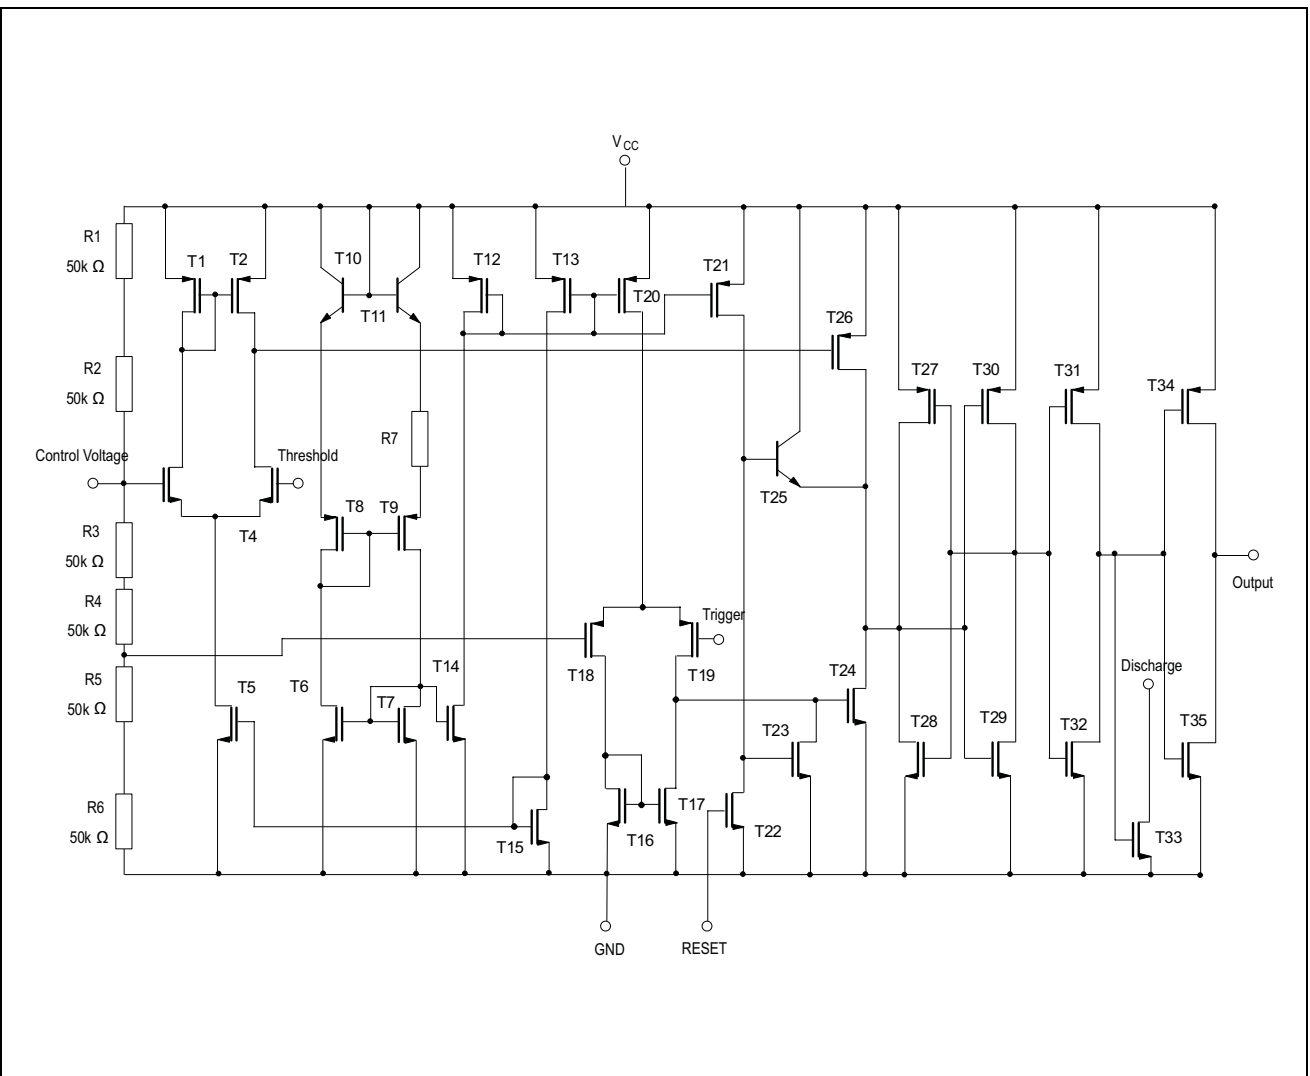 V CC
R1
50k Ω
T1
T2
T10
T11
T12
T13
T20
T21
T26
R2
50k Ω
R7
T27
T30
T31
T34
Control Voltage
Threshold
T25
T4
T8
T9
R3
50k Ω
Output
R4
50k Ω
Trigger
T18
T19
T14
T24
Discharge
R5
50k Ω
T5
T6
T7
T23
T28
T29
T32
T35
R6
50k Ω
T15
T16
T17
T22
T33
GND
RESET